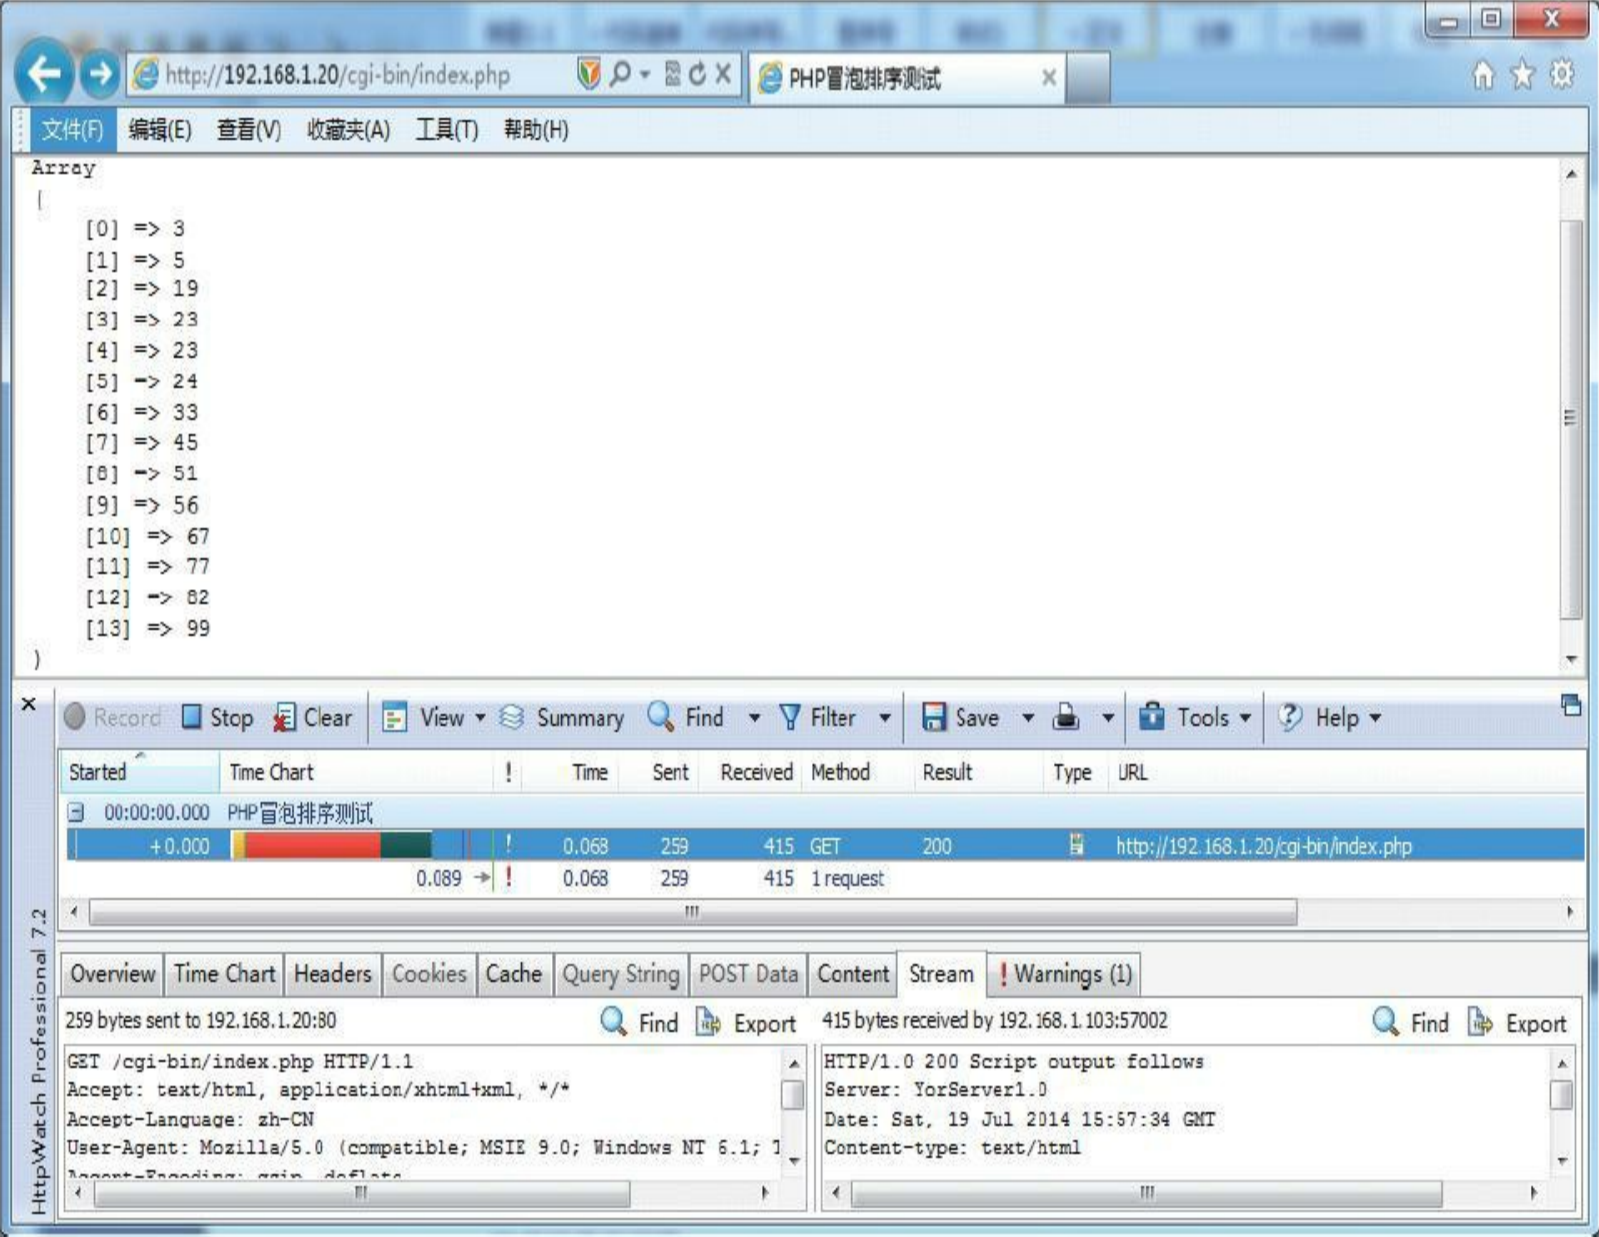 http://192.168.1.20/cgi-bin/index.php
PHP冒泡排序测试
文件(F) 编辑(E) 查看(V) 收藏夹(A) 工具(T) 帮助(H)
Array
(
[0] => 3
[1] => 5
[2] => 19
[3] => 23
[4] => 23
[5] => 24
[6] => 33
[7] => 45
[8] => 51
[9] => 56
[10] => 67
[11] => 77
[12] => 82
[13] => 99
)
Record Stop Clear View Summary Find Filter Save Tools Help
Started Time Chart ! Time Sent Received Method Result Type URL
00:00:00.000 PHP冒泡排序测试
+0.000 ! 0.068 259 415 GET 200 http://192.168.1.20/cgi-bin/index.php
0.089 ! 0.068 259 415 1 request
HttpWatch Professional 7.2
Overview Time Chart Headers Cookies Cache Query String POST Data Content Stream ! Warnings (1)
259 bytes sent to 192.168.1.20:80 Find Export
GET /cgi-bin/index.php HTTP/1.1
Accept: text/html, application/xhtml+xml, */*
Accept-Language: zh-CN
User-Agent: Mozilla/5.0 (compatible; MSIE 9.0; Windows NT 6.1;
Accept-Encoding: gzip, deflate
415 bytes received by 192.168.1.103:57002 Find Export
HTTP/1.0 200 Script output follows
Server: YorServer1.0
Date: Sat, 19 Jul 2014 15:57:34 GMT
Content-type: text/html